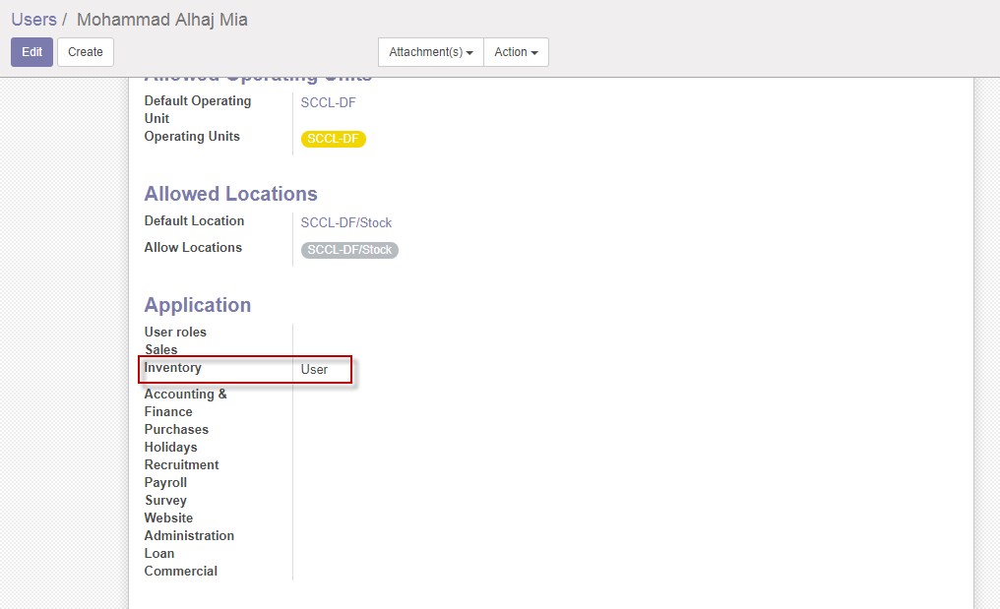 Users / Mohammad Alhaj Mia
Edit Create Attachment(s) Action
Allowed Operating Units
Default Operating SCCL-DF
Unit
Operating Units SCCL-DF
Allowed Locations
Default Location SCCL-DF/Stock
Allow Locations SCCL-DF/Stock
Application
User roles
Sales
Inventory User
Accounting &
Finance
Purchases
Holidays
Recruitment
Payroll
Survey
Website
Administration
Loan
Commercial